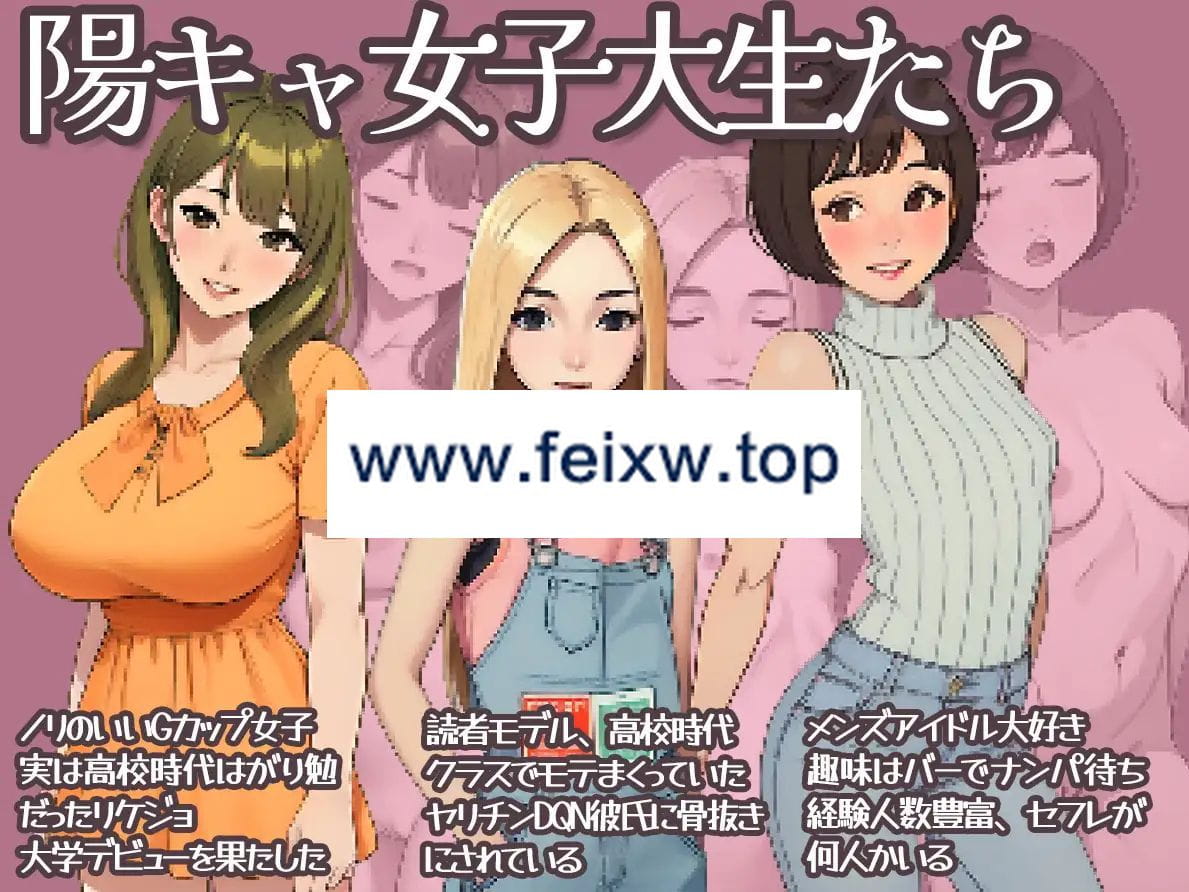 陽キャ女子大生たち
www.feixw.top
ノリのいいGカップ女子
実は高校時代はがり勉
だったリケジョ
大学デビューを果たした
読者モデル、高校時代
クラスでモテまくっていた
ヤリチンDQN彼氏に骨抜き
にされている
メンズアイドル大好き
趣味はバーでナンパ待ち
経験人数豊富、セフレが
何人かいる